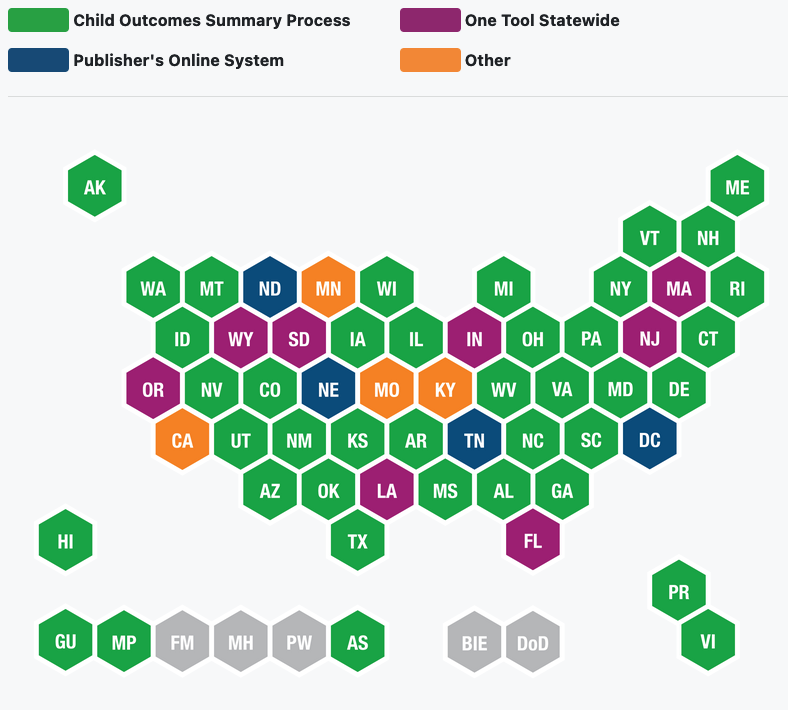 Child Outcomes Summary Process One Tool Statewide
Publisher's Online System Other
AK ME
VT NH
WA MT ND MN WI MI NY MA RI
ID WY SD IA IL IN OH PA NJ CT
OR NV CO NE MO KY WV VA MD DE
CA UT NM KS AR TN NC SC DC
AZ OK LA MS AL GA
HI TX FL
PR
GU MP FM MH PW AS BIE DoD VI